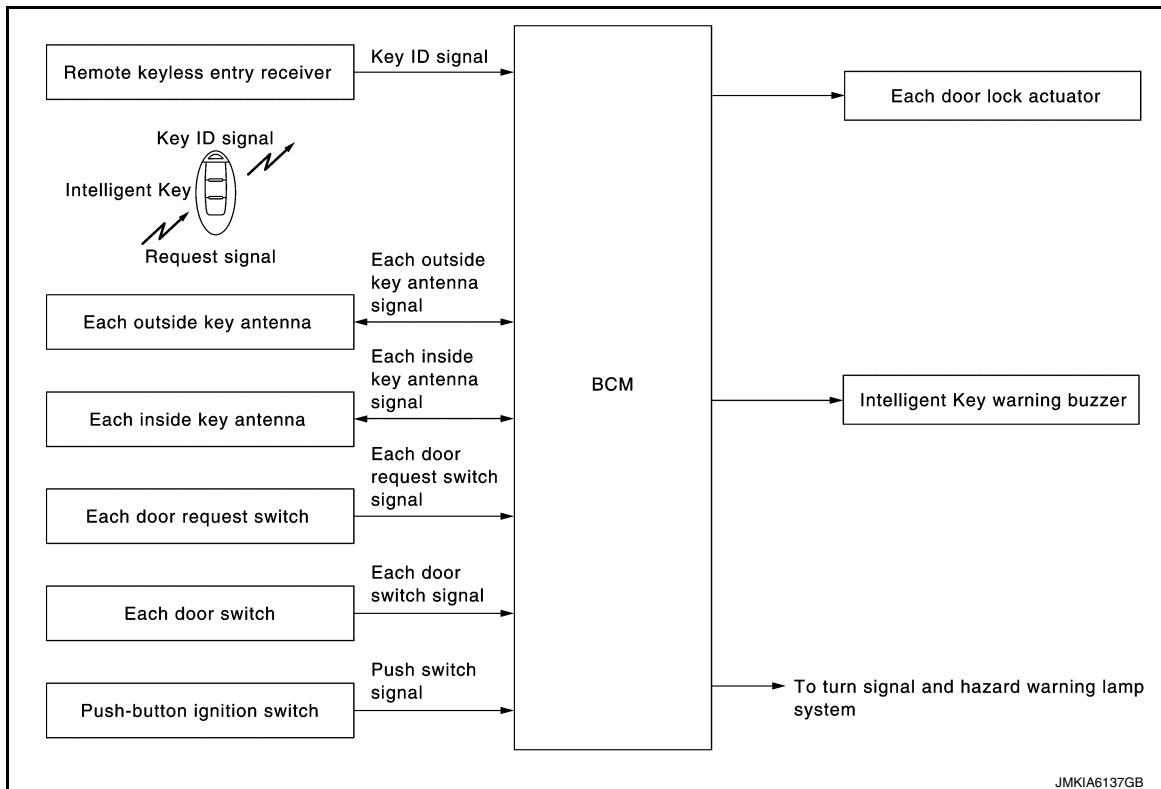 Remote keyless entry receiver
Key ID signal
Key ID signal
Intelligent Key
Request signal
Each outside
key antenna
signal
Each outside key antenna
Each inside
key antenna
signal
Each inside key antenna
Each door
request switch
signal
Each door request switch
Each door
switch signal
Each door switch
Push switch
signal
Push-button ignition switch
BCM
Each door lock actuator
Intelligent Key warning buzzer
To turn signal and hazard warning lamp
system
JMKIA6137GB